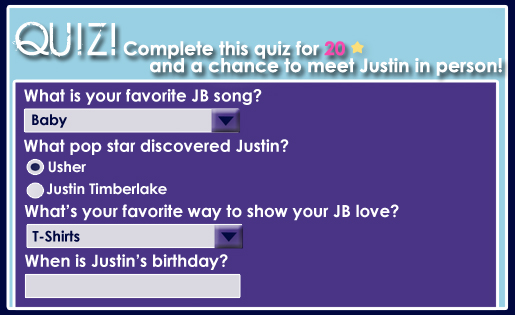 QUIZ! Complete this quiz for 20
and a chance to meet Justin in person!
What is your favorite JB song?
Baby
What pop star discovered Justin?
Usher
Justin Timberlake
What's your favorite way to show your JB love?
T-Shirts
When is Justin's birthday?